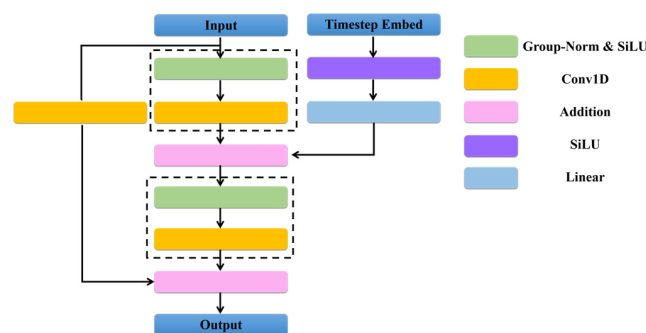 Input
Timestep Embed
Group-Norm & SiLU
Conv1D
Addition
SiLU
Linear
Output